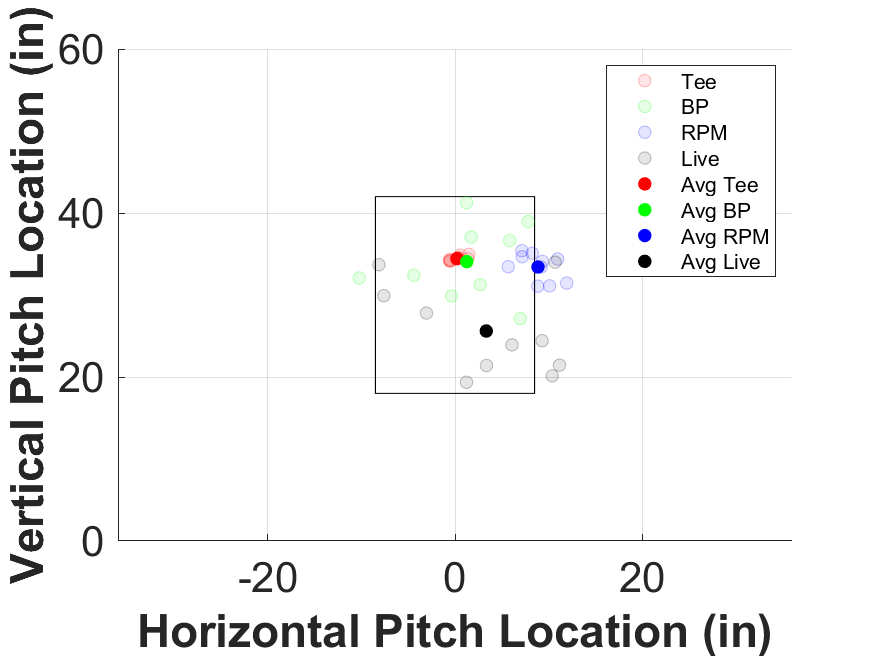 Vertical Pitch Location (in)
60
40
20
0
-20
0
20
Horizontal Pitch Location (in)
Tee
BP
RPM
Live
Avg Tee
Avg BP
Avg RPM
Avg Live